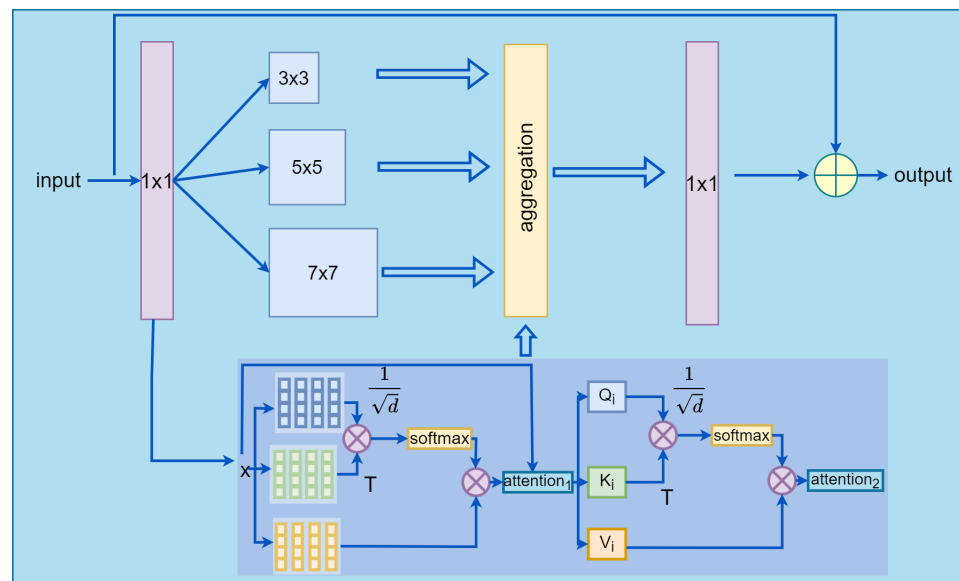 3x3
5x5
7x7
input
1x1
aggregation
1x1
output
x
1/√d
T
softmax
attention₁
Qᵢ
Kᵢ
Vᵢ
1/√d
T
softmax
attention₂